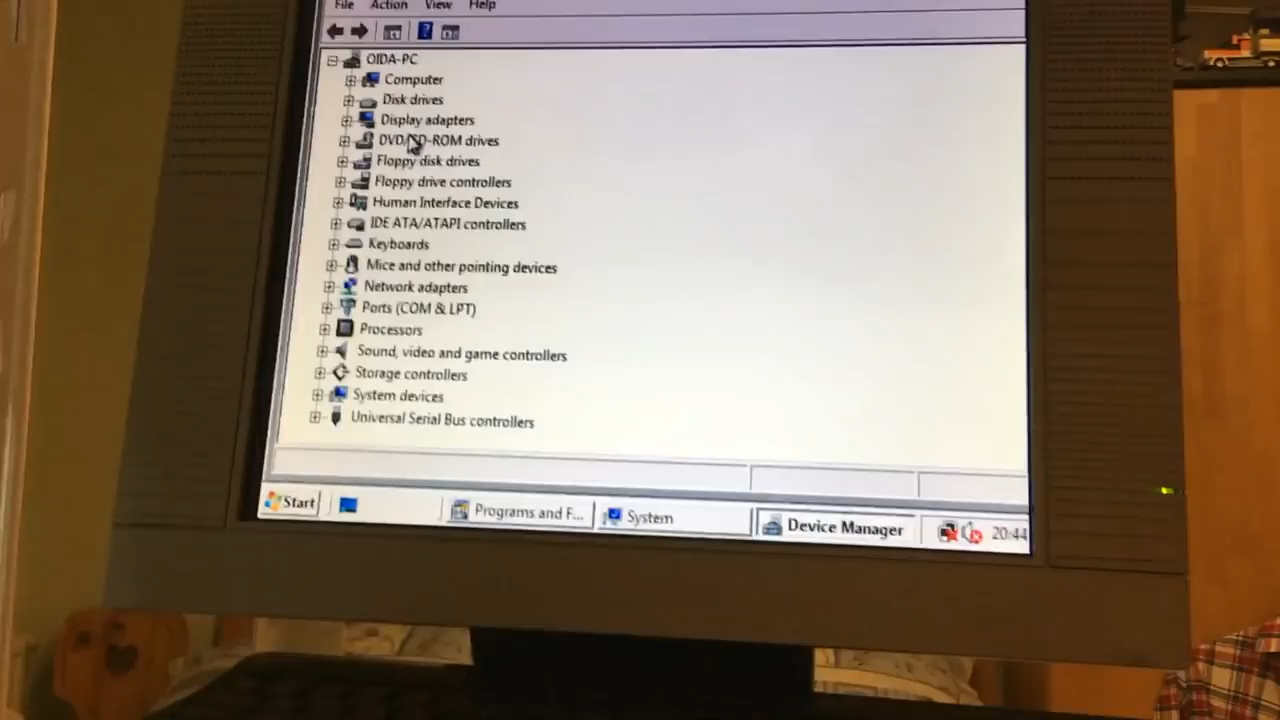 File Action View Help
OIDA-PC
Computer
Disk drives
Display adapters
DVD/CD-ROM drives
Floppy disk drives
Floppy drive controllers
Human Interface Devices
IDE ATA/ATAPI controllers
Keyboards
Mice and other pointing devices
Network adapters
Ports (COM & LPT)
Processors
Sound, video and game controllers
Storage controllers
System devices
Universal Serial Bus controllers
Start Programs and F... System Device Manager 20:44